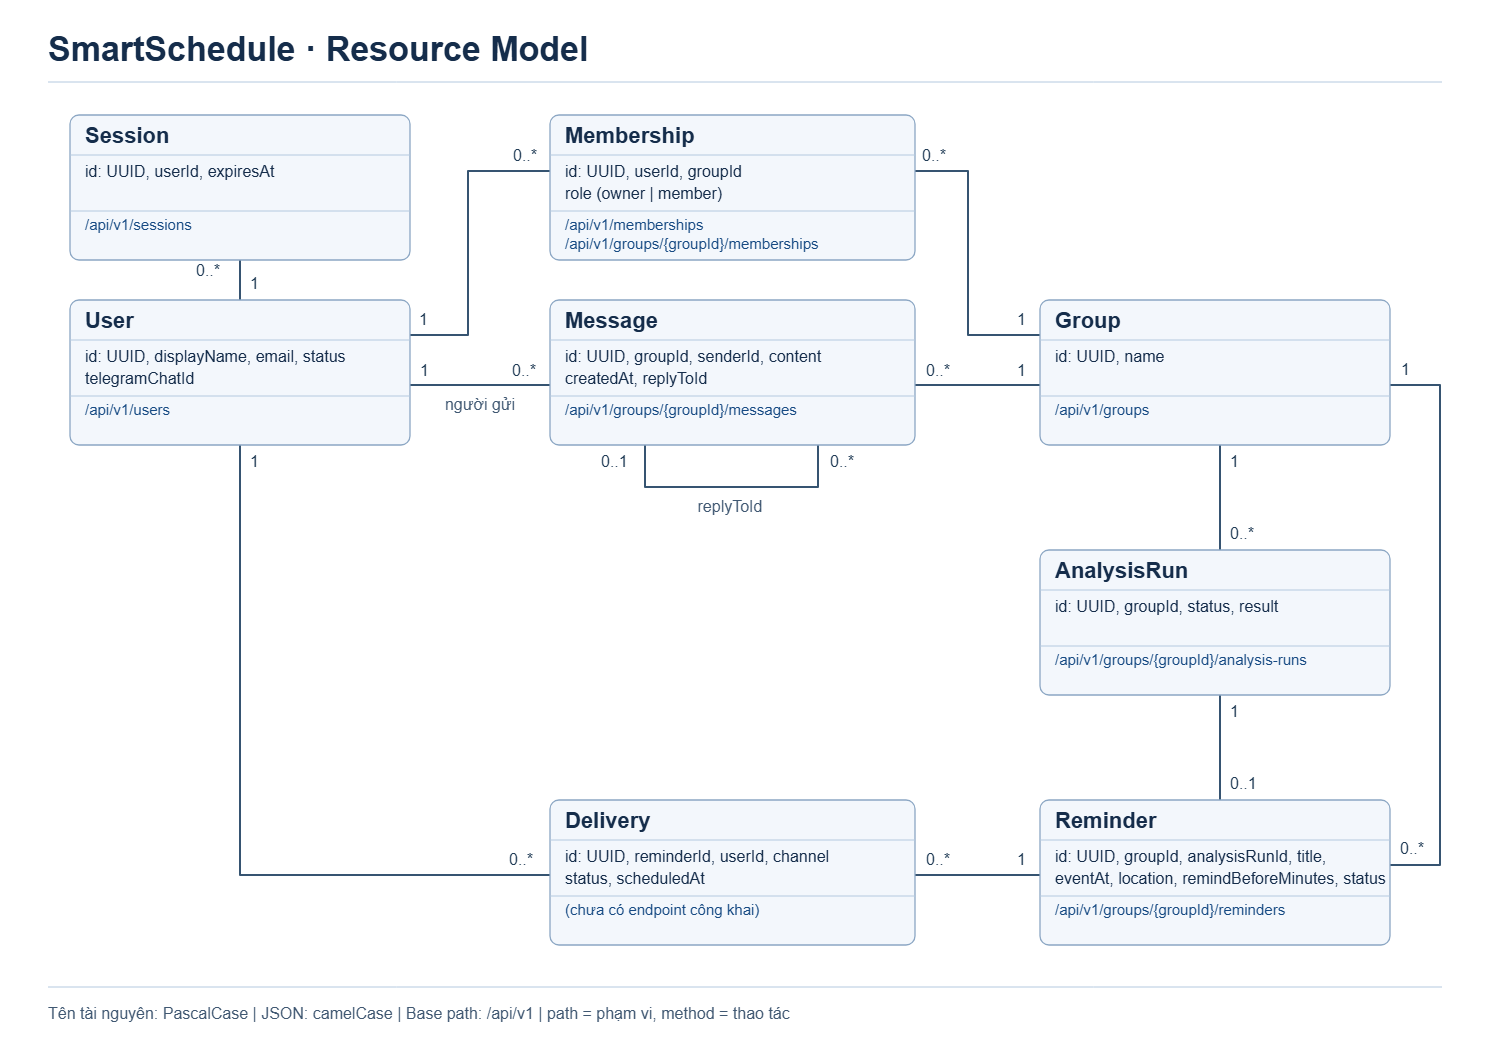 SmartSchedule · Resource Model
Session
id: UUID, userId, expiresAt
/api/v1/sessions
0..*
1
Membership
id: UUID, userId, groupId
role (owner | member)
/api/v1/memberships
/api/v1/groups/{groupId}/memberships
0..*
0..*
User
id: UUID, displayName, email, status
telegramChatId
/api/v1/users
1
1
0..*
người gửi
1
Message
id: UUID, groupId, senderId, content
createdAt, replyToId
/api/v1/groups/{groupId}/messages
0..*
1
1
0..1
0..*
replyToId
Group
id: UUID, name
/api/v1/groups
1
1
0..*
AnalysisRun
id: UUID, groupId, status, result
/api/v1/groups/{groupId}/analysis-runs
1
0..1
Delivery
id: UUID, reminderId, userId, channel
status, scheduledAt
(chưa có endpoint công khai)
0..*
0..*
1
Reminder
id: UUID, groupId, analysisRunId, title,
eventAt, location, remindBeforeMinutes, status
/api/v1/groups/{groupId}/reminders
0..*
Tên tài nguyên: PascalCase | JSON: camelCase | Base path: /api/v1 | path = phạm vi, method = thao tác